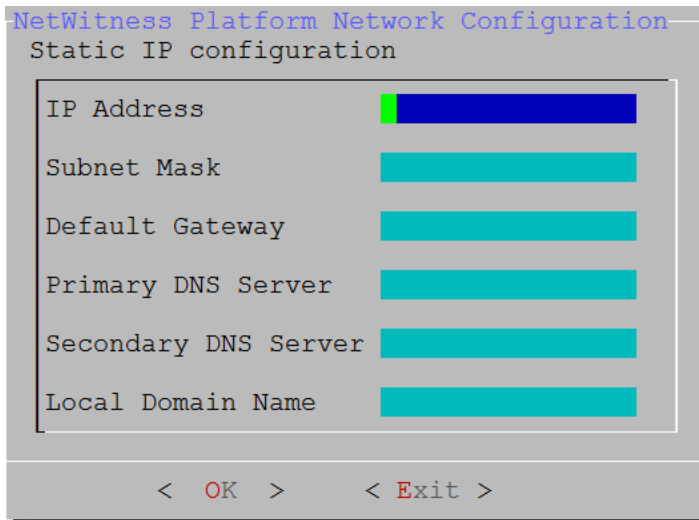 NetWitness Platform Network Configuration
Static IP configuration
IP Address
Subnet Mask
Default Gateway
Primary DNS Server
Secondary DNS Server
Local Domain Name
< OK > < Exit >